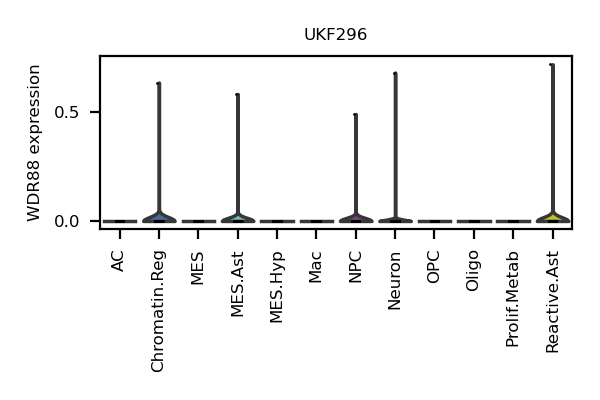 UKF296
WDR88 expression
0.5
0.0
AC
Chromatin.Reg
MES
MES.Ast
MES.Hyp
Mac
NPC
Neuron
OPC
Oligo
Prolif.Metab
Reactive.Ast